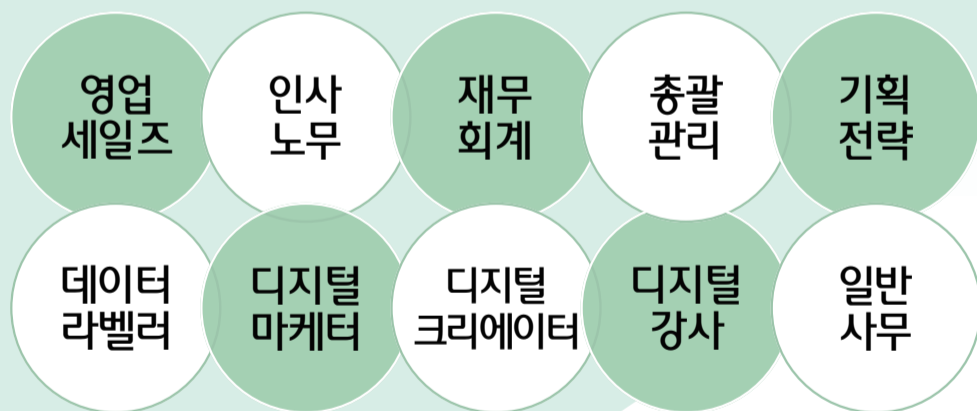 영업
세일즈
인사
노무
재무
회계
총괄
관리
기획
전략
데이터
라벨러
디지털
마케터
디지털
크리에이터
디지털
강사
일반
사무